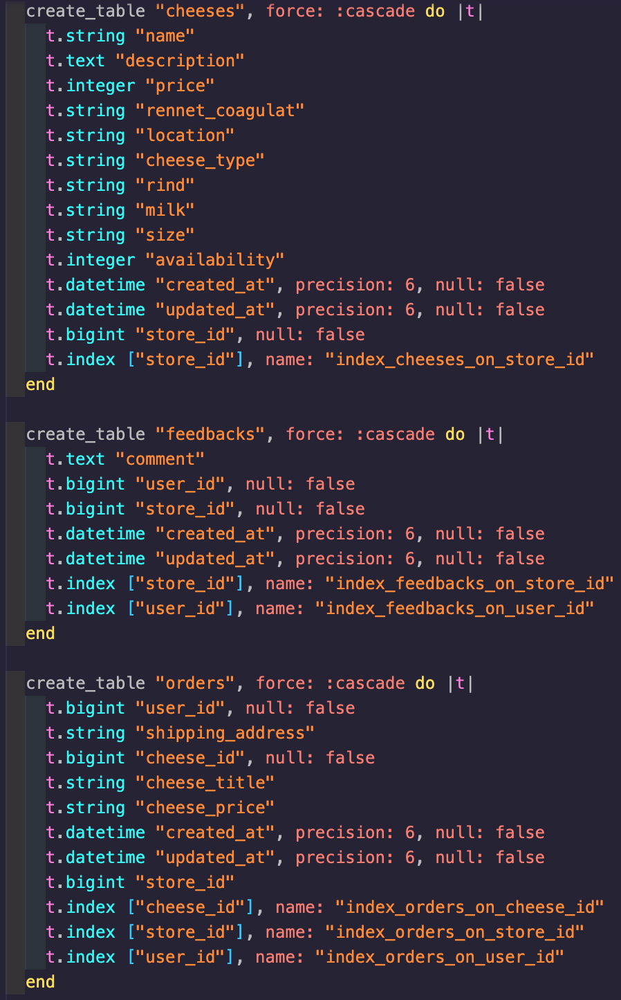 create_table "cheeses", force: :cascade do |t|
t.string "name"
t.text "description"
t.integer "price"
t.string "rennet_coagulat"
t.string "location"
t.string "cheese_type"
t.string "rind"
t.string "milk"
t.string "size"
t.integer "availability"
t.datetime "created_at", precision: 6, null: false
t.datetime "updated_at", precision: 6, null: false
t.bigint "store_id", null: false
t.index ["store_id"], name: "index_cheeses_on_store_id"
end
create_table "feedbacks", force: :cascade do |t|
t.text "comment"
t.bigint "user_id", null: false
t.bigint "store_id", null: false
t.datetime "created_at", precision: 6, null: false
t.datetime "updated_at", precision: 6, null: false
t.index ["store_id"], name: "index_feedbacks_on_store_id"
t.index ["user_id"], name: "index_feedbacks_on_user_id"
end
create_table "orders", force: :cascade do |t|
t.bigint "user_id", null: false
t.string "shipping_address"
t.bigint "cheese_id", null: false
t.string "cheese_title"
t.string "cheese_price"
t.datetime "created_at", precision: 6, null: false
t.datetime "updated_at", precision: 6, null: false
t.bigint "store_id"
t.index ["cheese_id"], name: "index_orders_on_cheese_id"
t.index ["store_id"], name: "index_orders_on_store_id"
t.index ["user_id"], name: "index_orders_on_user_id"
end